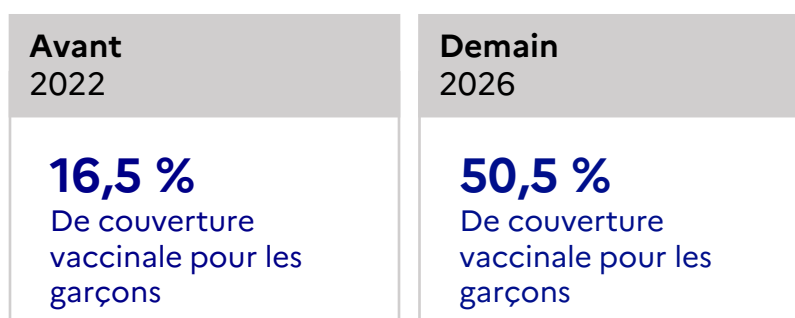 Avant
2022
16,5 %
De couverture
vaccinale pour les
garçons
Demain
2026
50,5 %
De couverture
vaccinale pour les
garçons